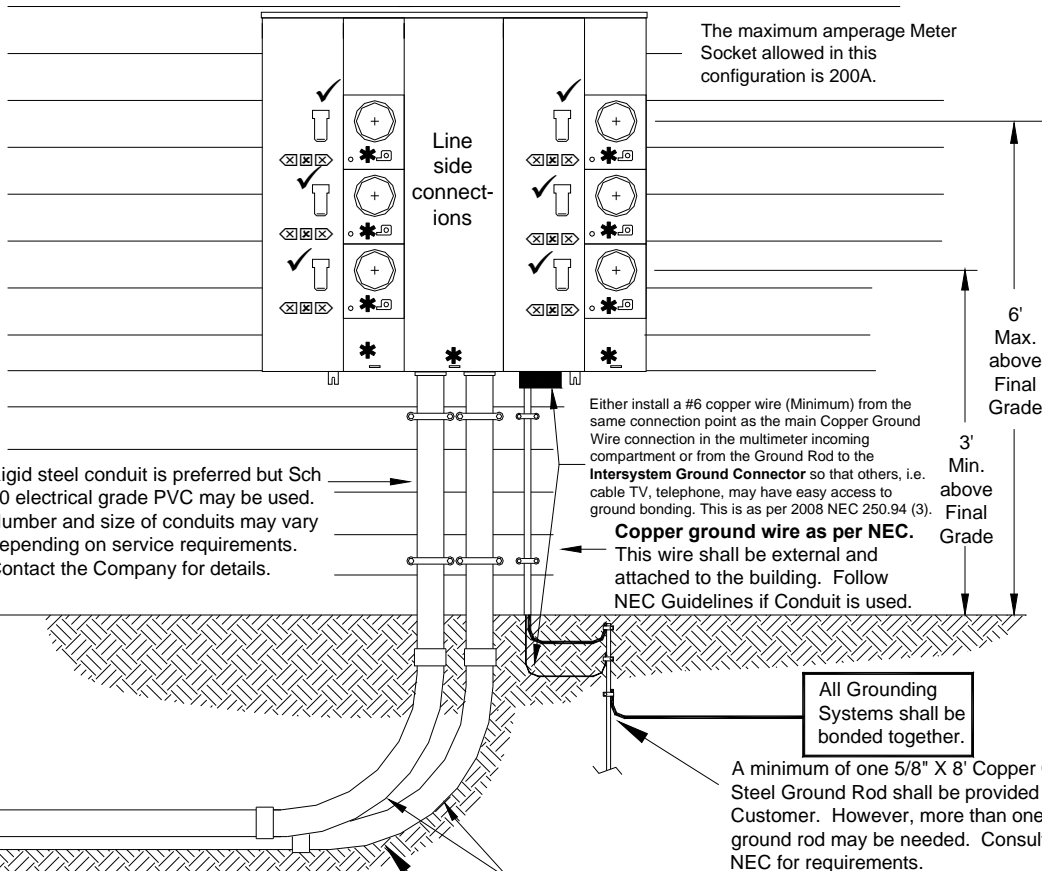 The maximum amperage Meter
Socket allowed in this
configuration is 200A.
Line
side
connect-
ions
6'
Max.
above
Final
Grade
3'
Min.
above
Final
Grade
Either install a #6 copper wire (Minimum) from the
same connection point as the main Copper Ground
Wire connection in the multimeter incoming
compartment or from the Ground Rod to the
Intersystem Ground Connector so that others, i.e.
cable TV, telephone, may have easy access to
ground bonding. This is as per 2008 NEC 250.94 (3).
steel conduit is preferred but Sch
electrical grade PVC may be used.
and size of conduits may vary
depending on service requirements.
the Company for details.
Copper ground wire as per NEC.
This wire shall be external and
attached to the building. Follow
NEC Guidelines if Conduit is used.
All Grounding
Systems shall be
bonded together.
A minimum of one 5/8" X 8' Copper
Steel Ground Rod shall be provided
Customer. However, more than one
ground rod may be needed. Consult
NEC for requirements.